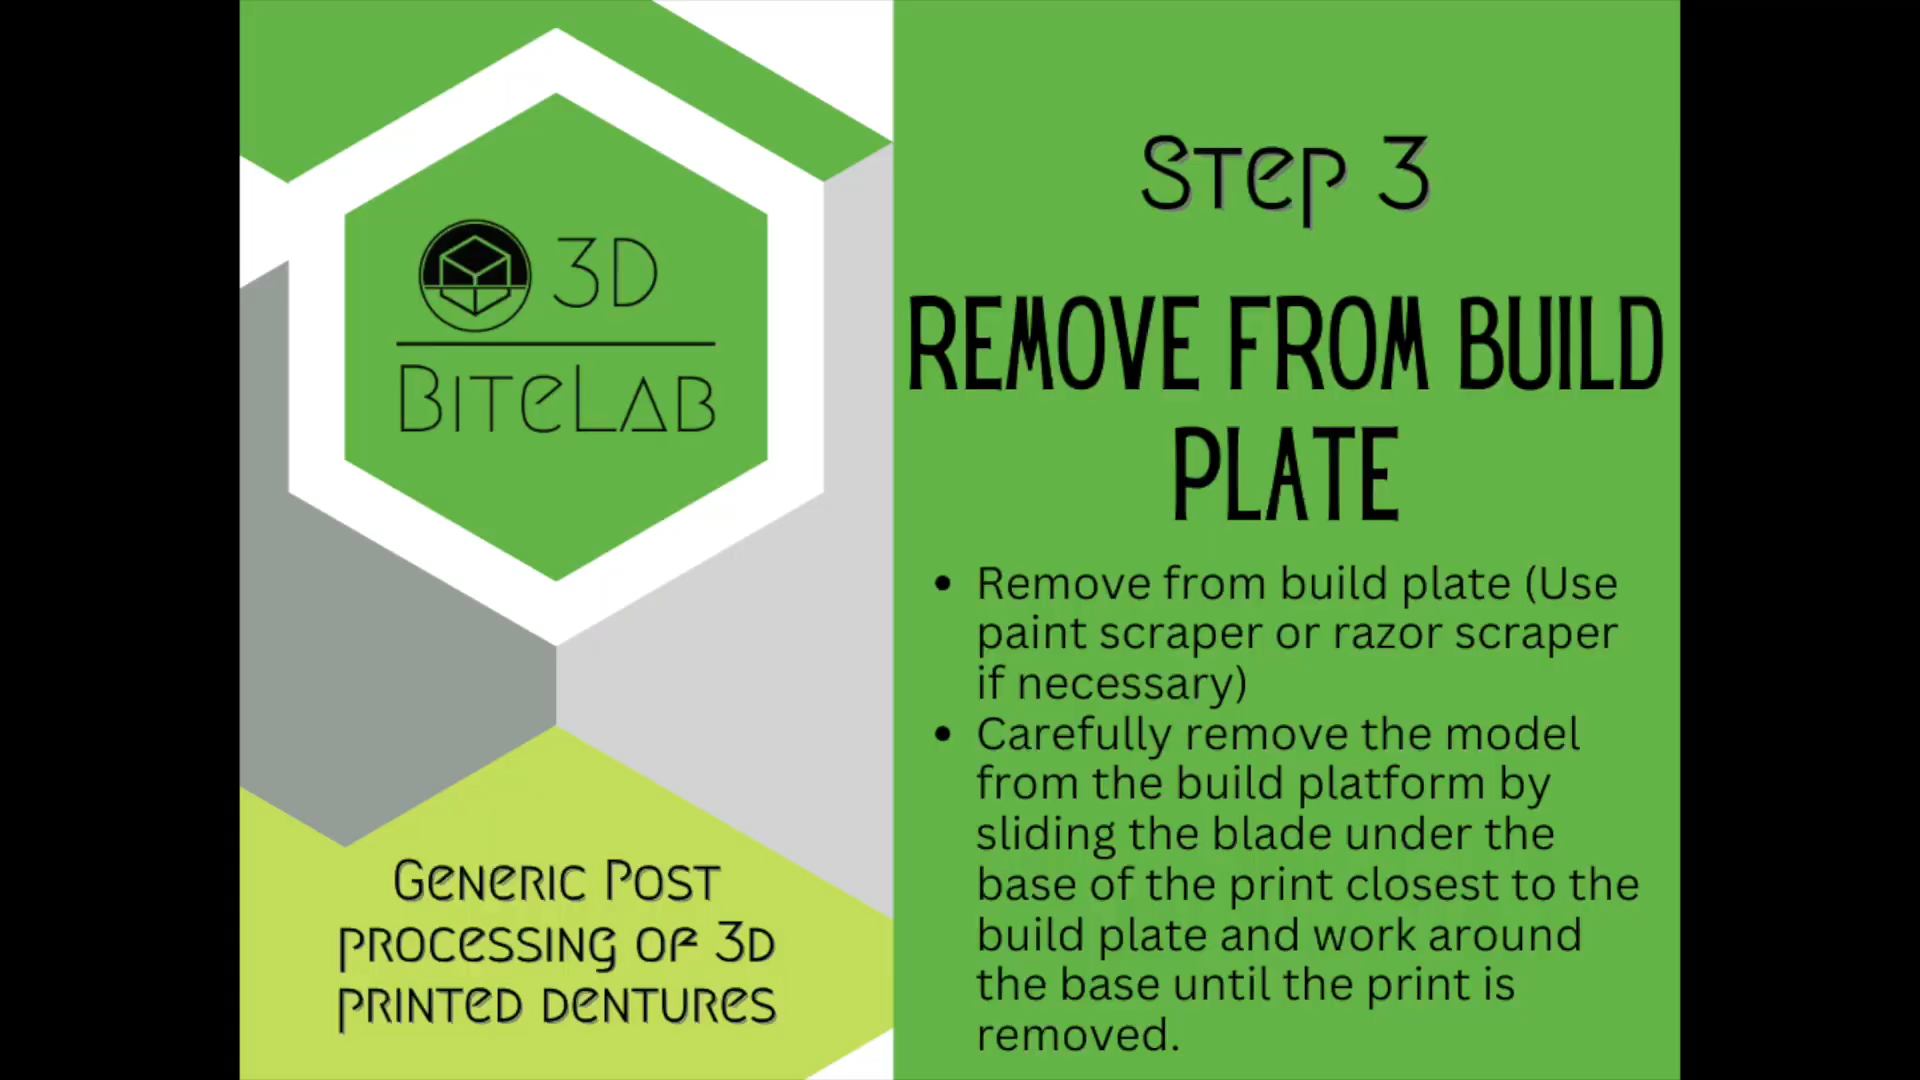 3D
BiteLab
Generic Post
processing of 3d
printed dentures
Step 3
REMOVE FROM BUILD
PLATE
• Remove from build plate (Use
paint scraper or razor scraper
if necessary)
• Carefully remove the model
from the build platform by
sliding the blade under the
base of the print closest to the
build plate and work around
the base until the print is
removed.